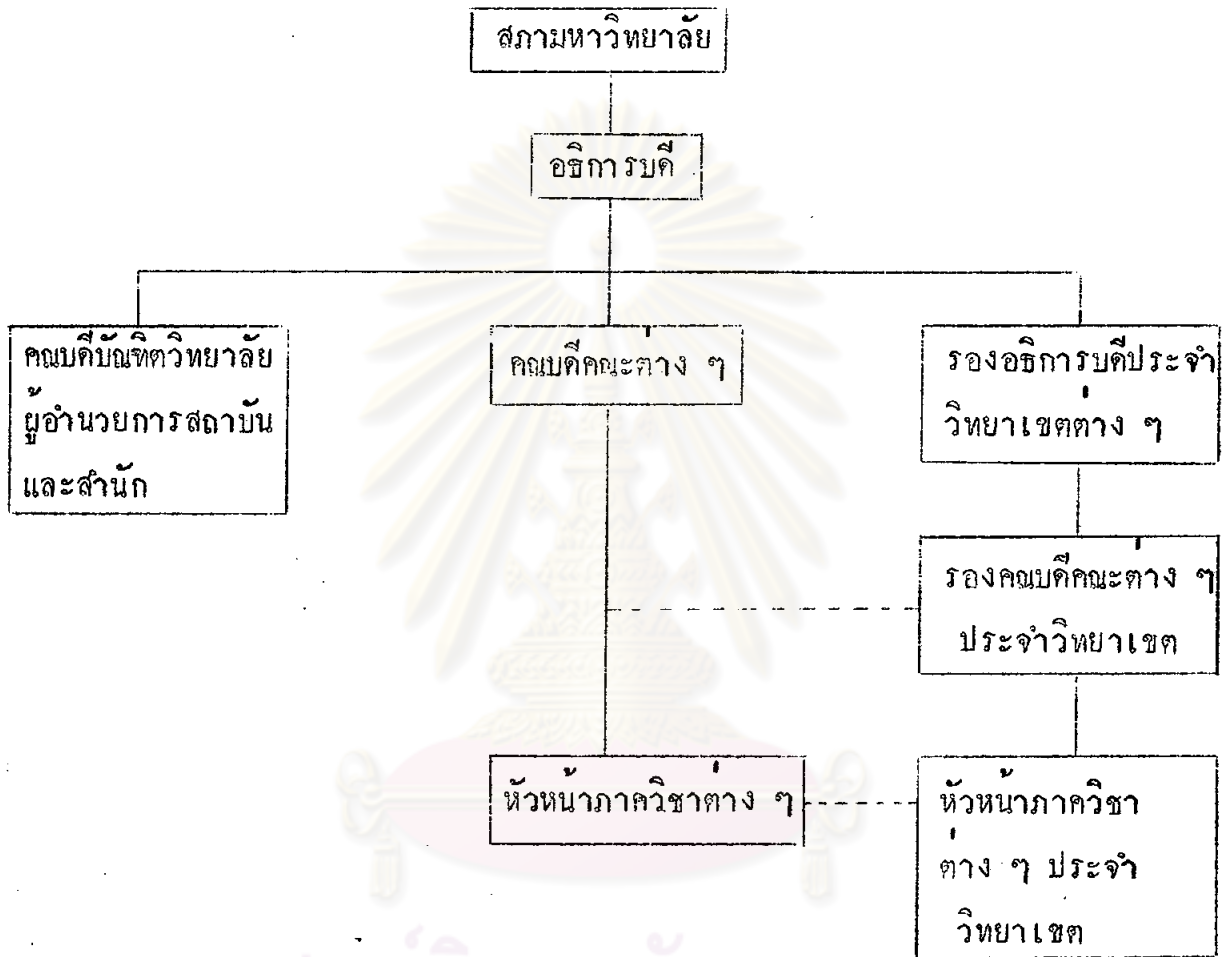 สภามหาวิทยาลัย
อธิการบดี
คณบดีบัณฑิตวิทยาลัย
ผู้อำนวยการสถาบัน
และสำนัก
คณบดีคณะต่าง ๆ
รองอธิการบดีประจำ
วิทยาเขตต่าง ๆ
รองคณบดีคณะต่าง ๆ
ประจำวิทยาเขต
หัวหน้าภาควิชาต่าง ๆ
หัวหน้าภาควิชา
ต่าง ๆ ประจำ
วิทยาเขต